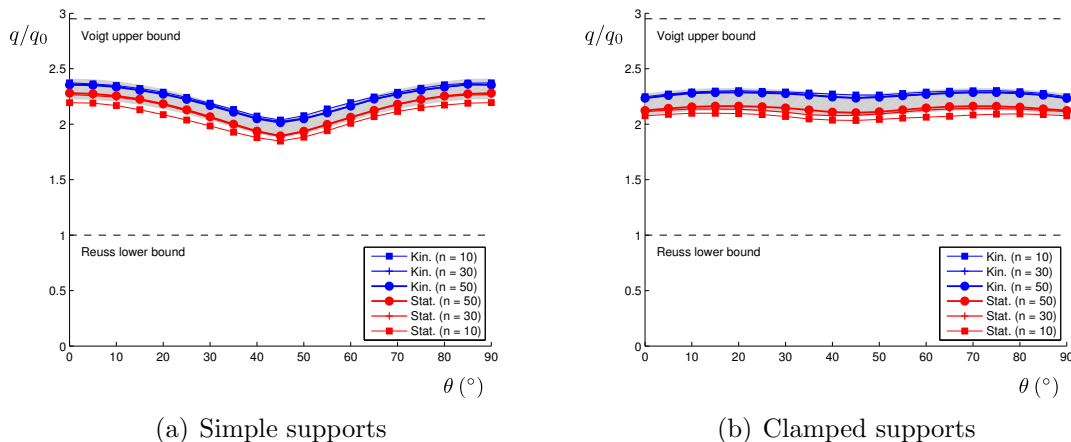 q/q₀
3
2.5
2
1.5
1
0.5
0
Voigt upper bound
Reuss lower bound
Kin. (n = 10)
Kin. (n = 30)
Kin. (n = 50)
Stat. (n = 50)
Stat. (n = 30)
Stat. (n = 10)
0 10 20 30 40 50 60 70 80 90
θ (°)
(a) Simple supports
q/q₀
3
2.5
2
1.5
1
0.5
0
Voigt upper bound
Reuss lower bound
Kin. (n = 10)
Kin. (n = 30)
Kin. (n = 50)
Stat. (n = 50)
Stat. (n = 30)
Stat. (n = 10)
0 10 20 30 40 50 60 70 80 90
θ (°)
(b) Clamped supports